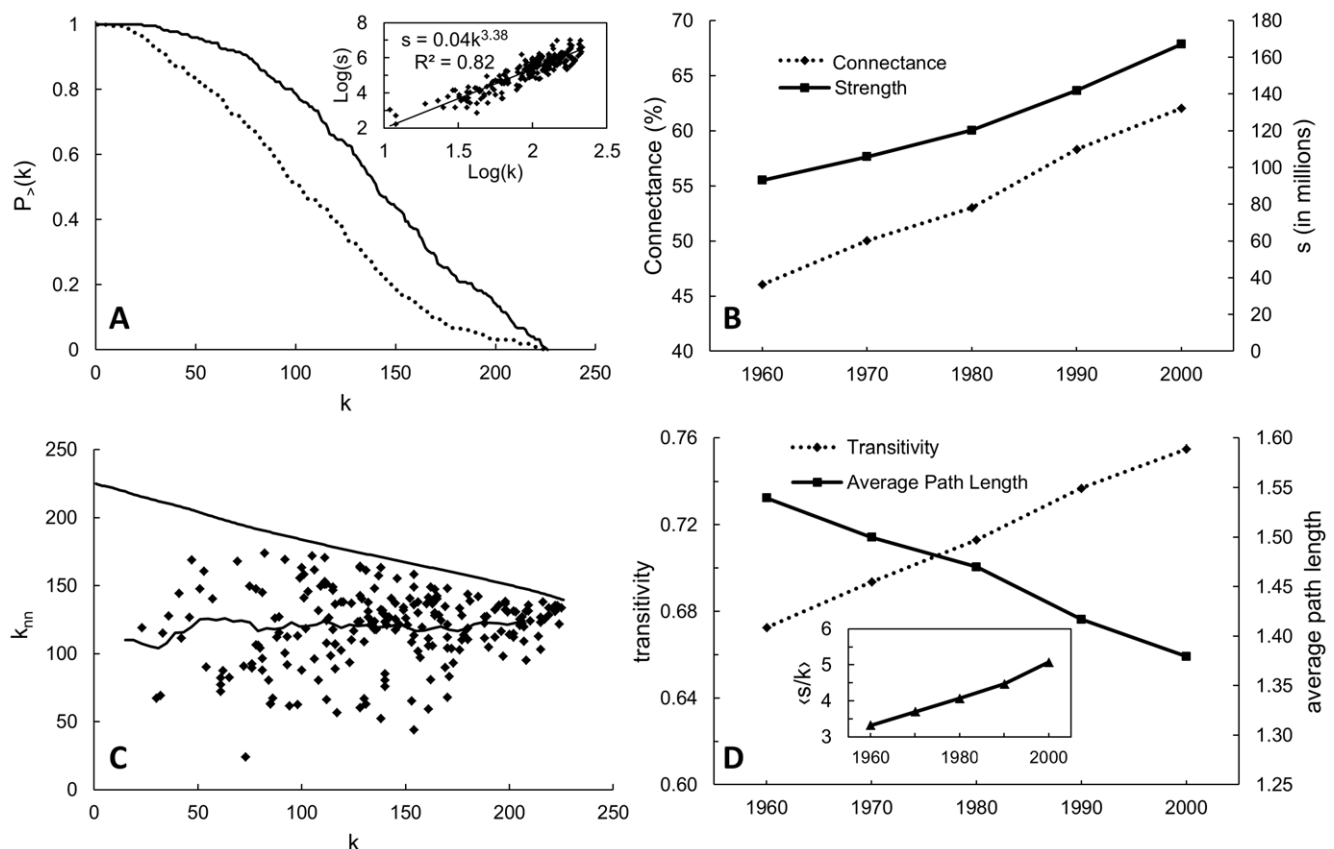 P>(k)
1
0.8
0.6
0.4
0.2
0
0 50 100 150 200 250
k
A
Log(s)
8
6
4
2
s = 0.04k^3.38
R² = 0.82
1 1.5 2 2.5
Log(k)
Connectance (%)
70
65
60
55
50
45
40
Connectance
Strength
180
160
140
120
100
80
60
40
20
0
s (in millions)
B
1960 1970 1980 1990 2000
knn
250
200
150
100
50
0
C
0 50 100 150 200 250
k
transitivity
0.76
0.72
0.68
0.64
0.60
Transitivity
Average Path Length
1.60
1.55
1.50
1.45
1.40
1.35
1.30
1.25
average path length
‹s/k›
6
5
4
3
1960 1980 2000
D
1960 1970 1980 1990 2000